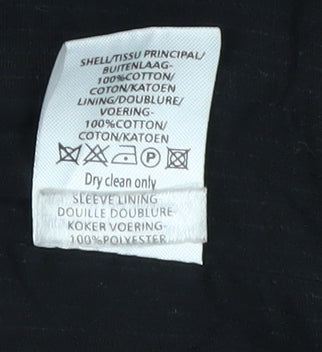 SHELL/TISSU PRINCIPAL/
BUITENLAAG-
100%COTTON/
COTON/KATOEN
LINING/DOUBLURE/
VOERING-
100%COTTON/
COTON/KATOEN
P
Dry clean only
SLEEVE LINING
DOUILLE DOUBLURE-
KOKER VOERING-
100%POLYESTER